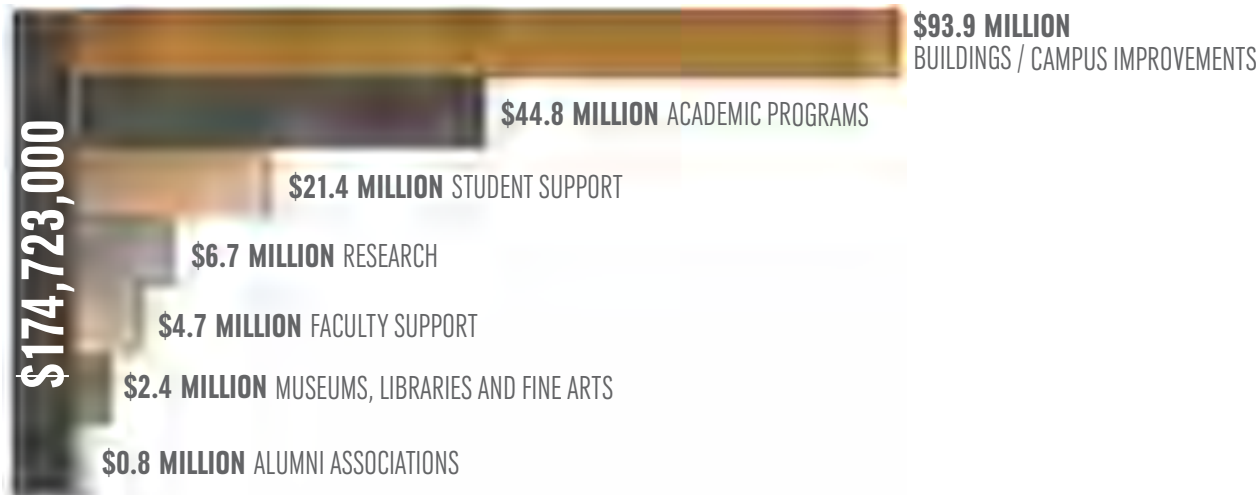 $93.9 MILLION
BUILDINGS / CAMPUS IMPROVEMENTS
$44.8 MILLION ACADEMIC PROGRAMS
$21.4 MILLION STUDENT SUPPORT
$6.7 MILLION RESEARCH
$4.7 MILLION FACULTY SUPPORT
$2.4 MILLION MUSEUMS, LIBRARIES AND FINE ARTS
$0.8 MILLION ALUMNI ASSOCIATIONS
$174,723,000